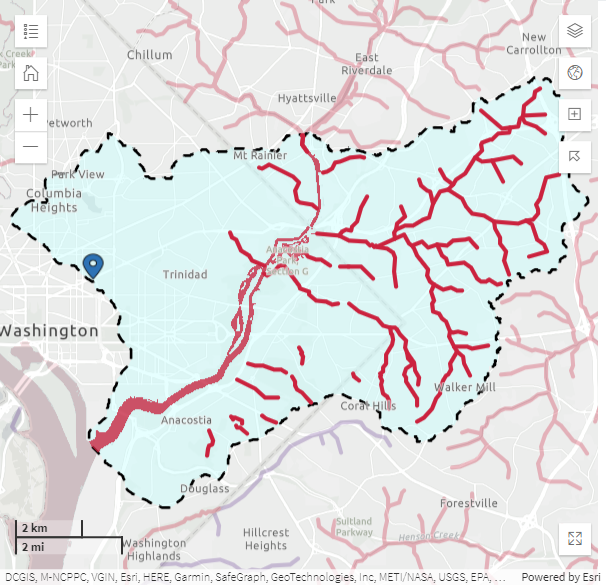 Park
Chillum
New
Carrollton
East
Riverdale
Hyattsville
etworth
Mt Rainier
Park View
Columbia
Heights
Anacostia
Park,
Section G
Trinidad
Washington
Walker Mill
Coral Hills
Anacostia
Douglass
Forestville
Suitland
Parkway
Hillcrest
Heights
Henson Creek
Washington
Highlands
2 km
2 mi
DCGIS, M-NCPPC, VGIN, Esri, HERE, Garmin, SafeGraph, GeoTechnologies, Inc, METI/NASA, USGS, EPA, ...
Powered by Esri